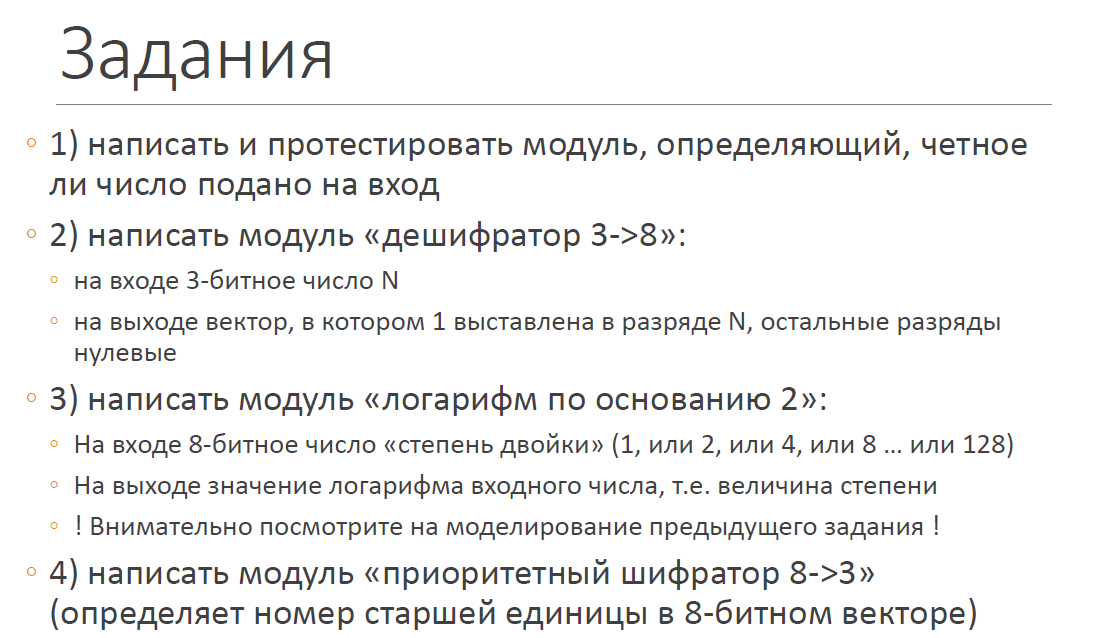 Задания
◦ 1) написать и протестировать модуль, определяющий, четное
ли число подано на вход
◦ 2) написать модуль «дешифратор 3->8»:
◦ на входе 3-битное число N
◦ на выходе вектор, в котором 1 выставлена в разряде N, остальные разряды
нулевые
◦ 3) написать модуль «логарифм по основанию 2»:
◦ На входе 8-битное число «степень двойки» (1, или 2, или 4, или 8 ... или 128)
◦ На выходе значение логарифма входного числа, т.е. величина степени
◦ ! Внимательно посмотрите на моделирование предыдущего задания !
◦ 4) написать модуль «приоритетный шифратор 8->3»
(определяет номер старшей единицы в 8-битном векторе)